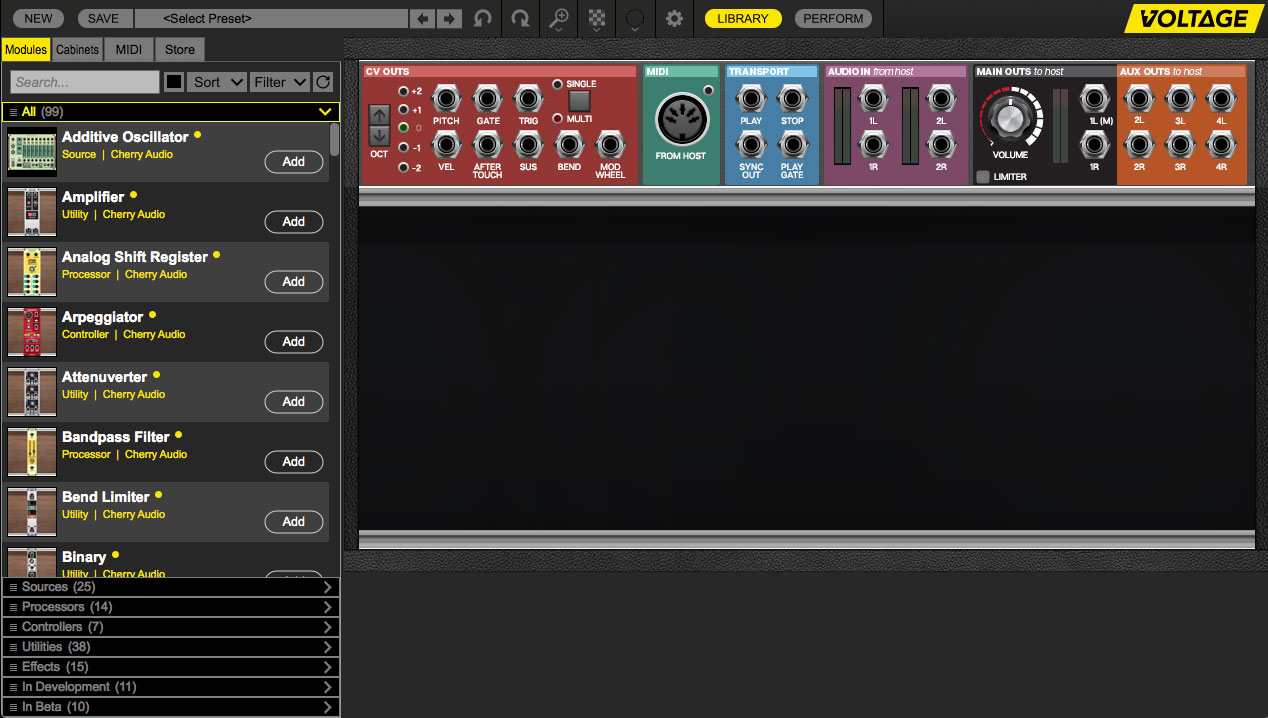 NEW SAVE <Select Preset> LIBRARY PERFORM VOLTAGE
Modules Cabinets MIDI Store
Search... Sort Filter
All (99)
Additive Oscillator
Source | Cherry Audio
Add
Amplifier
Utility | Cherry Audio
Add
Analog Shift Register
Processor | Cherry Audio
Add
Arpeggiator
Controller | Cherry Audio
Add
Attenuverter
Utility | Cherry Audio
Add
Bandpass Filter
Processor | Cherry Audio
Add
Bend Limiter
Utility | Cherry Audio
Add
Binary
Utility | Cherry Audio
Sources (25)
Processors (14)
Controllers (7)
Utilities (38)
Effects (15)
In Development (11)
In Beta (10)
CV OUTS
+2
+1
0
-1
-2
OCT
PITCH GATE TRIG
SINGLE
MULTI
VEL AFTER TOUCH SUS BEND MOD WHEEL
MIDI
FROM HOST
TRANSPORT
PLAY STOP
SYNC OUT PLAY GATE
AUDIO IN from host
1L 2L
1R 2R
MAIN OUTS to host
VOLUME
LIMITER
1L (M)
1R
AUX OUTS to host
2L 3L 4L
2R 3R 4R